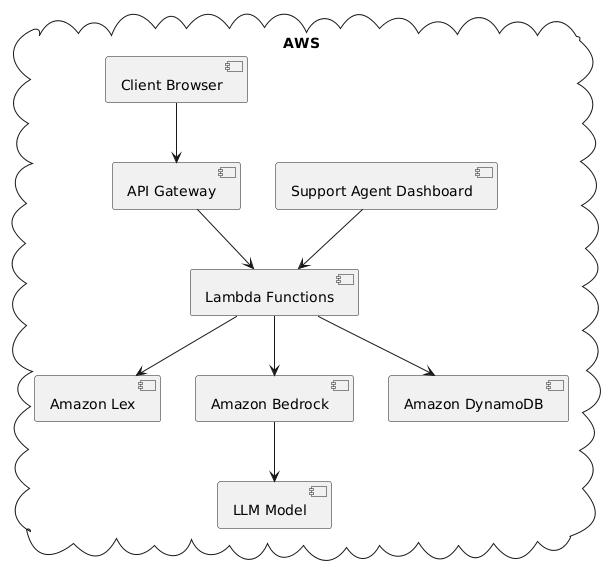 AWS
Client Browser
API Gateway
Support Agent Dashboard
Lambda Functions
Amazon Lex
Amazon Bedrock
Amazon DynamoDB
LLM Model